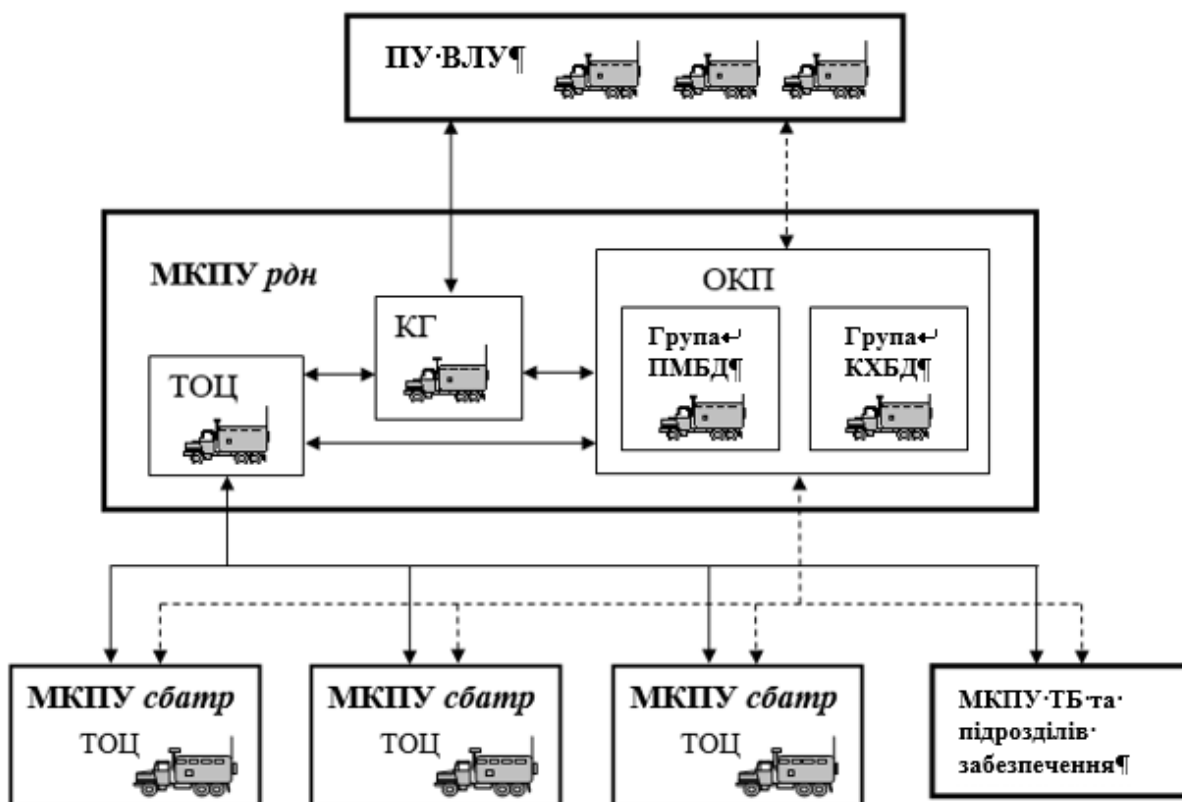 ПУ·ВЛУ¶
МКПУ рдн
ОКП
КГ
Група↵
ПМБД¶
Група↵
КХБД¶
ТОЦ
МКПУ сбатр
ТОЦ
МКПУ сбатр
ТОЦ
МКПУ сбатр
ТОЦ
МКПУ·ТБ·та·
підрозділів·
забезпечення¶